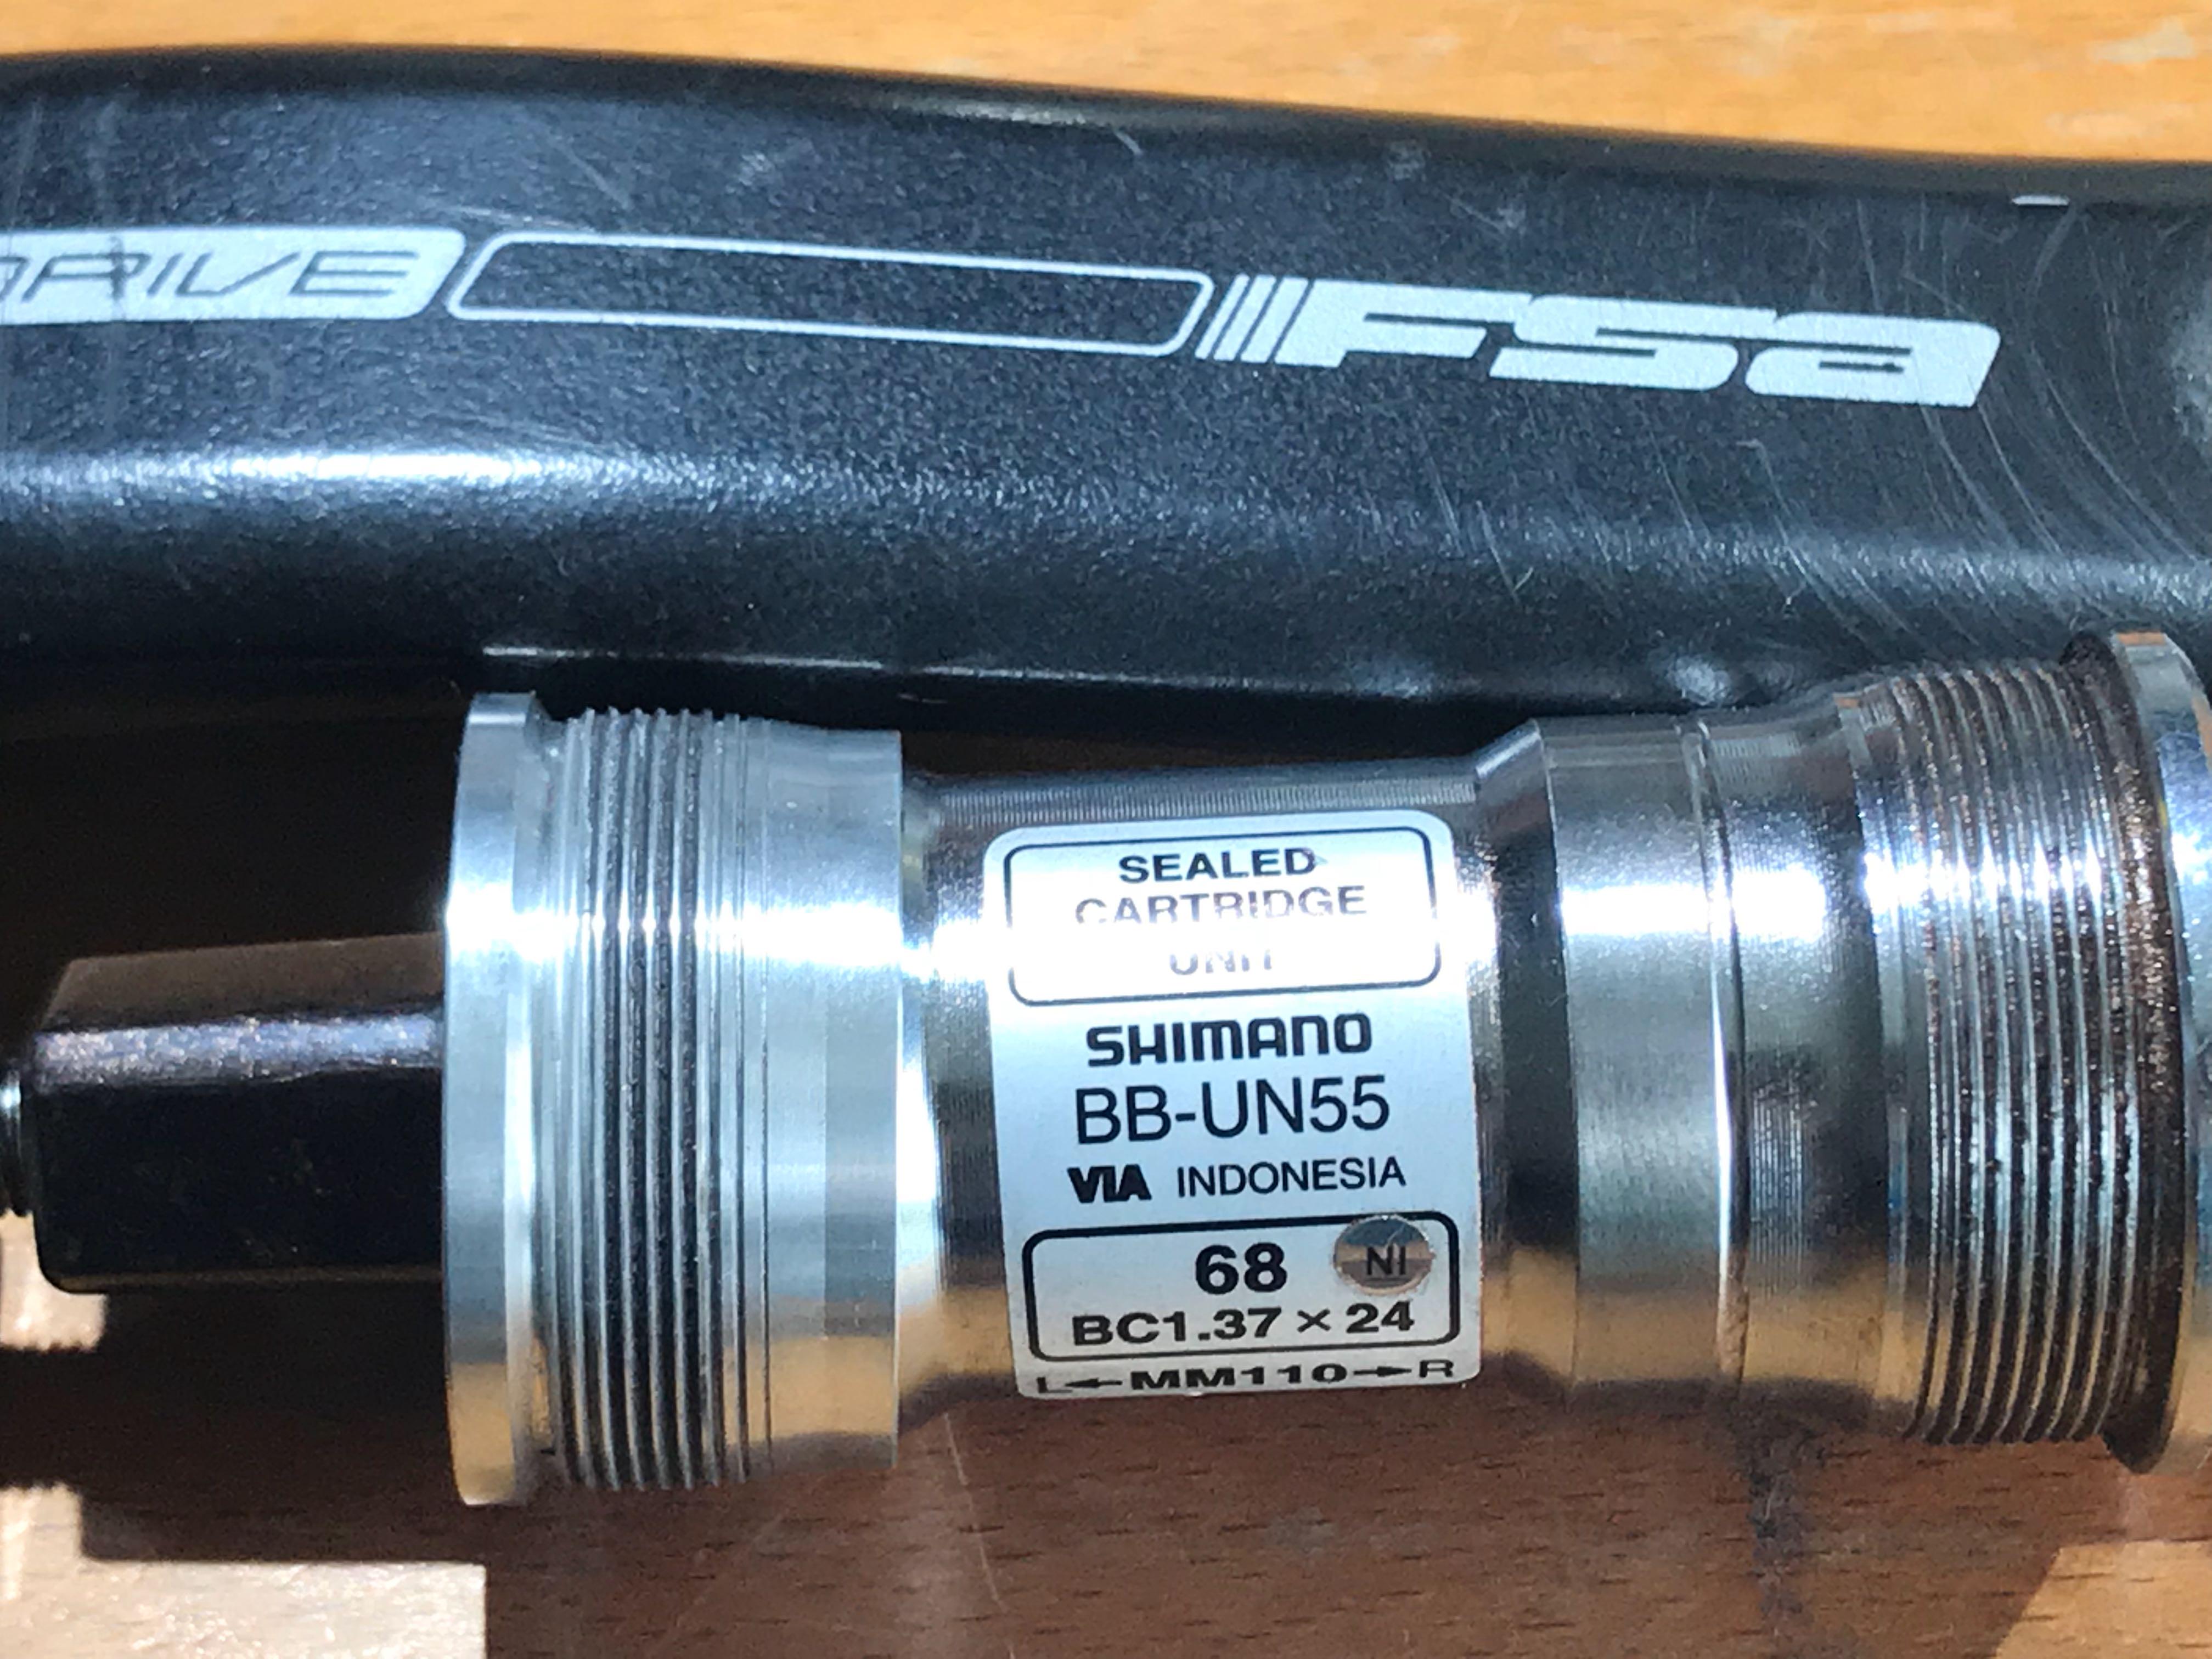 DRIVE
FSA
SEALED
CARTRIDGE
UNIT
SHIMANO
BB-UN55
VIA INDONESIA
68 NI
BC1.37 × 24
L←MM110→R